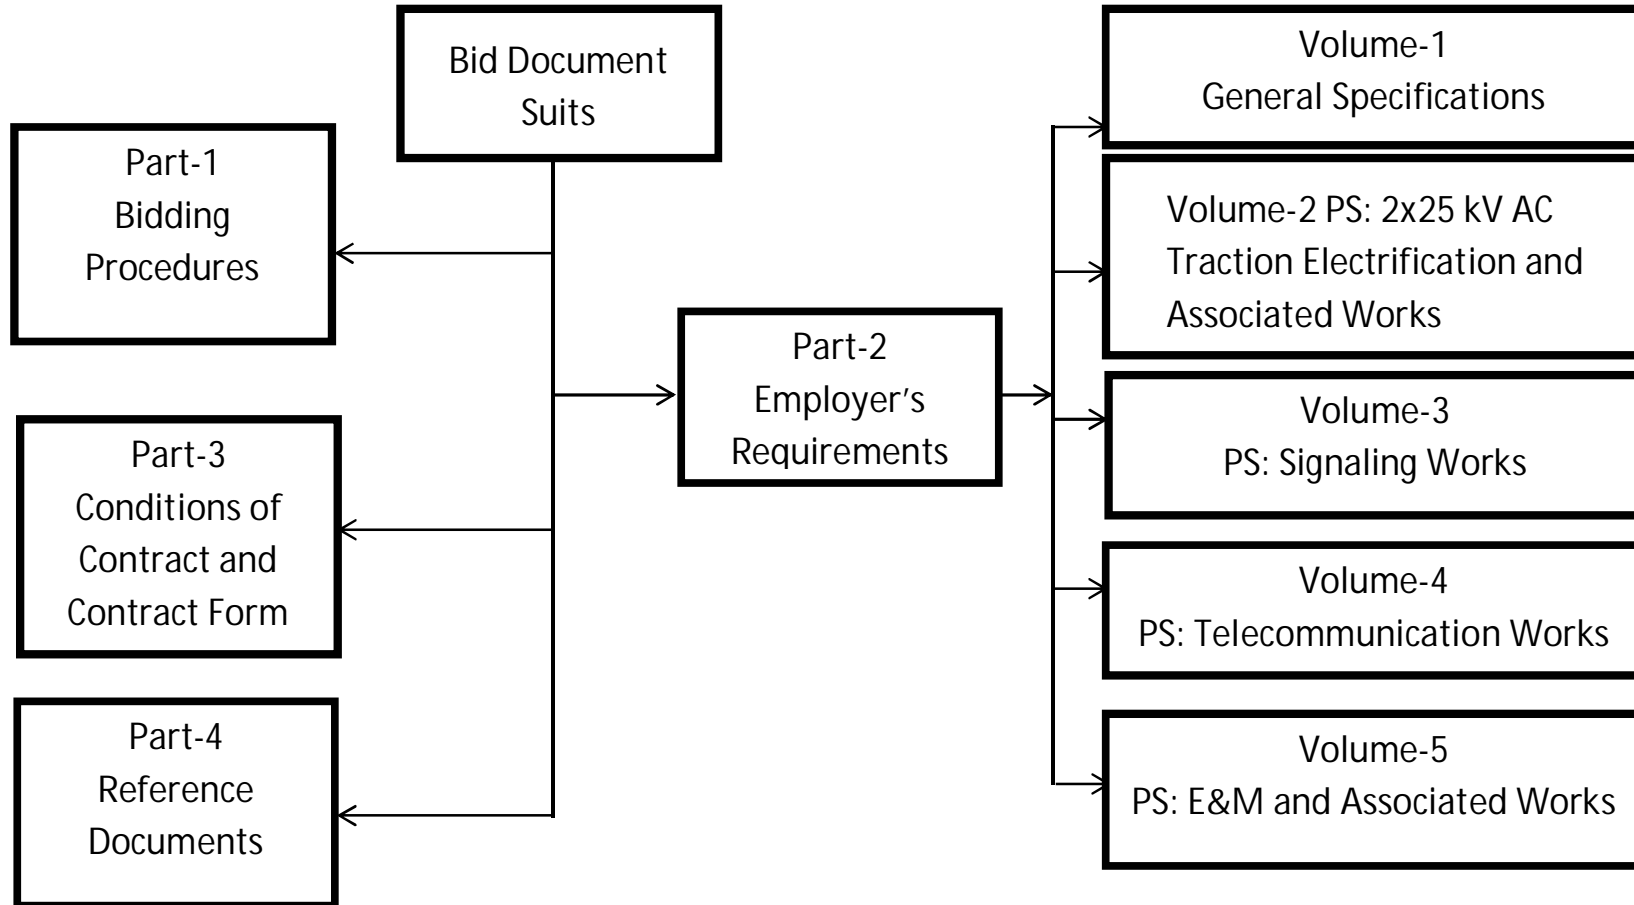 Bid Document
Suits
Part-1
Bidding
Procedures
Part-3
Conditions of
Contract and
Contract Form
Part-4
Reference
Documents
Part-2
Employer’s
Requirements
Volume-1
General Specifications
Volume-2 PS: 2x25 kV AC
Traction Electrification and
Associated Works
Volume-3
PS: Signaling Works
Volume-4
PS: Telecommunication Works
Volume-5
PS: E&M and Associated Works